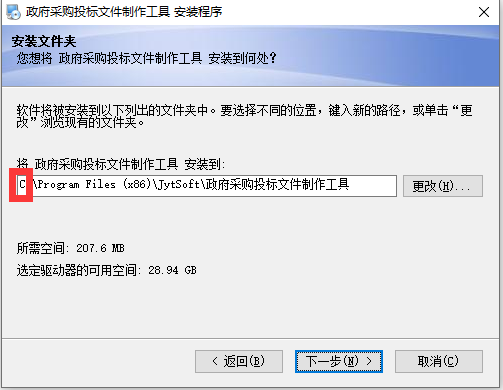 政府采购投标文件制作工具 安装程序
安装文件夹
您想将 政府采购投标文件制作工具 安装到何处？
软件将被安装到以下列出的文件夹中。要选择不同的位置，键入新的路径，或单击“更
改”浏览现有的文件夹。
将 政府采购投标文件制作工具 安装到:
C:\Program Files (x86)\JytSoft\政府采购投标文件制作工具
更改(H)...
所需空间: 207.6 MB
选定驱动器的可用空间: 28.94 GB
< 返回(B)
下一步(N) >
取消(C)